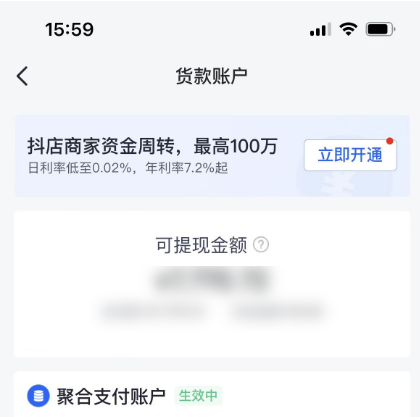 15:59
货款账户
抖店商家资金周转，最高100万
日利率低至0.02%，年利率7.2%起
立即开通
可提现金额
聚合支付账户 生效中